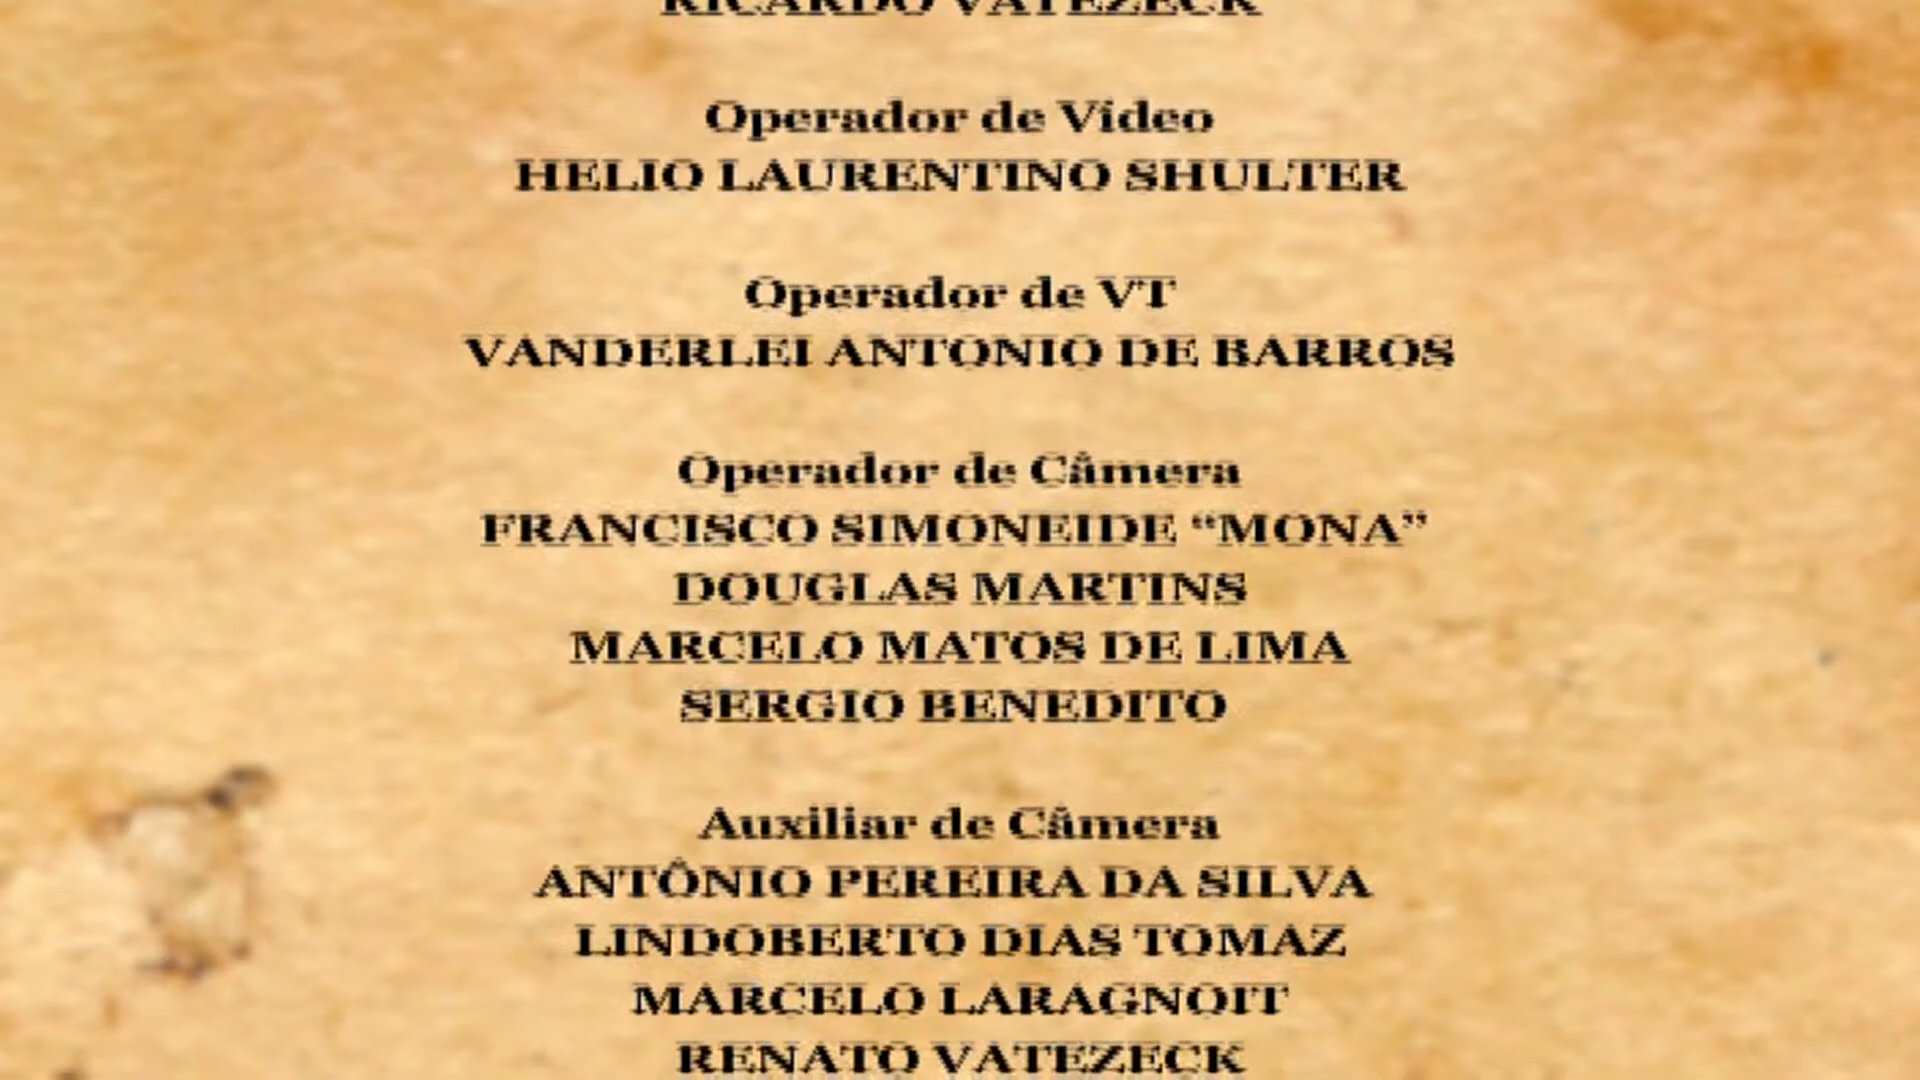 RICARDO VATEZECK
Operador de Vídeo
HELIO LAURENTINO SHULTER
Operador de VT
VANDERLEI ANTONIO DE BARROS
Operador de Câmera
FRANCISCO SIMONEIDE “MONA”
DOUGLAS MARTINS
MARCELO MATOS DE LIMA
SERGIO BENEDITO
Auxiliar de Câmera
ANTÔNIO PEREIRA DA SILVA
LINDOBERTO DIAS TOMAZ
MARCELO LARAGNOIT
RENATO VATEZECK